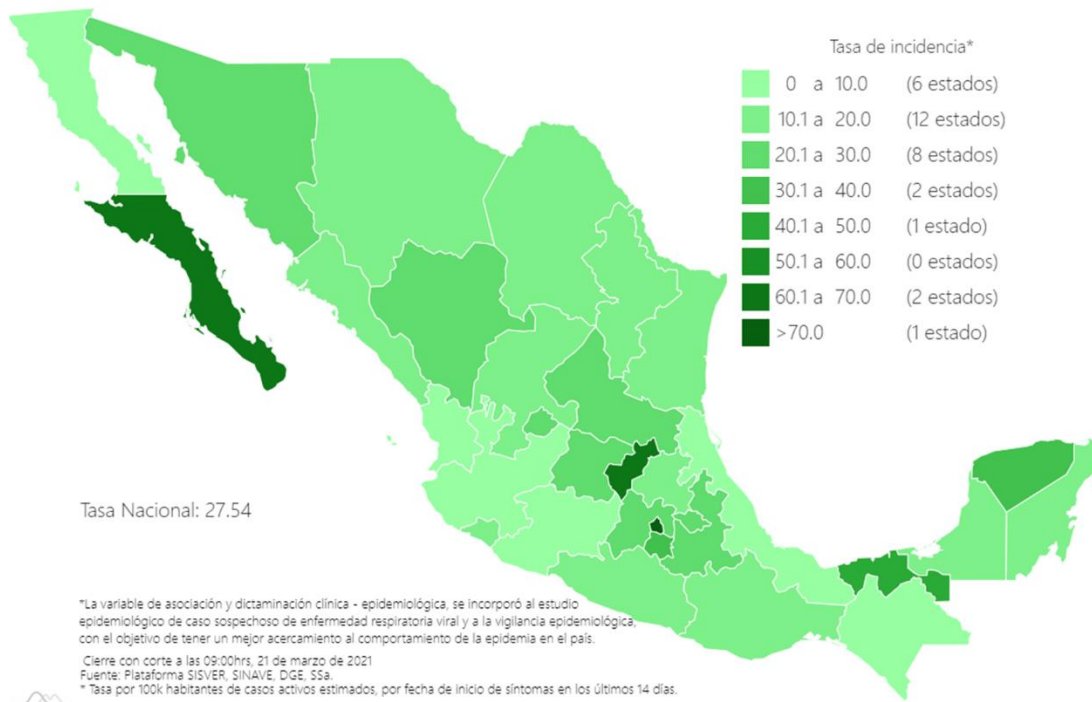 Tasa de incidencia*
0 a 10.0 (6 estados)
10.1 a 20.0 (12 estados)
20.1 a 30.0 (8 estados)
30.1 a 40.0 (2 estados)
40.1 a 50.0 (1 estado)
50.1 a 60.0 (0 estados)
60.1 a 70.0 (2 estados)
>70.0 (1 estado)
Tasa Nacional: 27.54
*La variable de asociación y dictaminación clínica - epidemiológica, se incorporó al estudio
epidemiológico de caso sospechoso de enfermedad respiratoria viral y a la vigilancia epidemiológica,
con el objetivo de tener un mejor acercamiento al comportamiento de la epidemia en el país.
Cierre con corte a las 09:00hrs, 21 de marzo de 2021
Fuente: Plataforma SISVER, SINAVE, DGE, SSa.
* Tasa por 100k habitantes de casos activos estimados, por fecha de inicio de síntomas en los últimos 14 días.